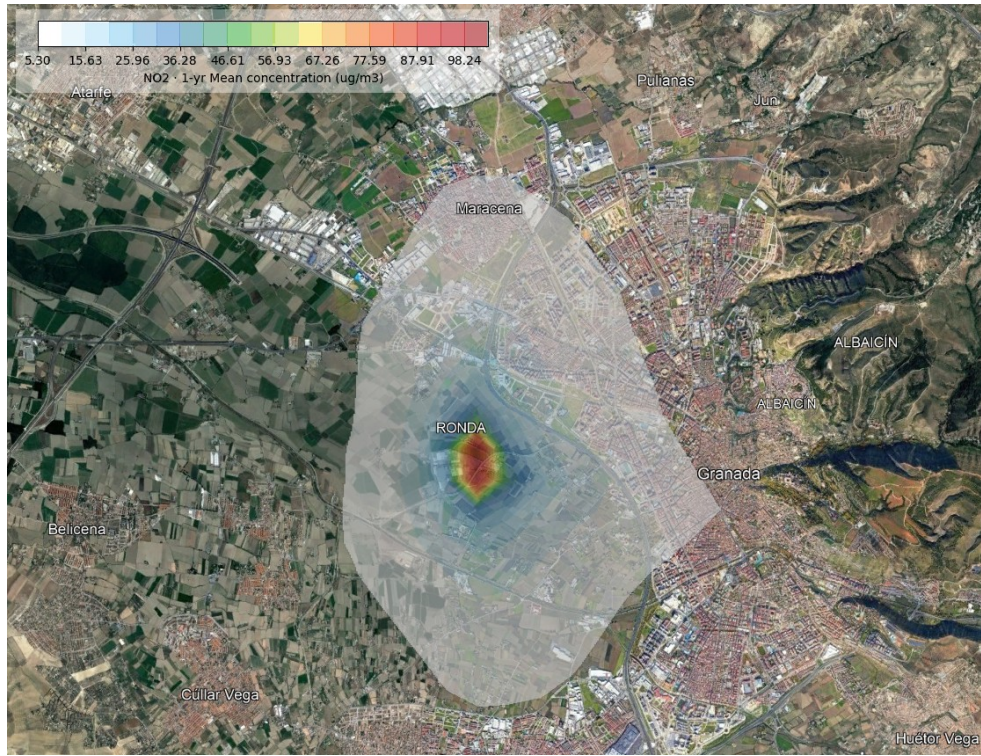 5.30 15.63 25.96 36.28 46.61 56.93 67.26 77.59 87.91 98.24
NO2 · 1-yr Mean concentration (ug/m3)
Atarfe
Pulianas
Jun
Maracena
ALBAICÍN
ALBAICÍN
RONDA
Granada
Belicena
Cúllar Vega
Huétor Vega